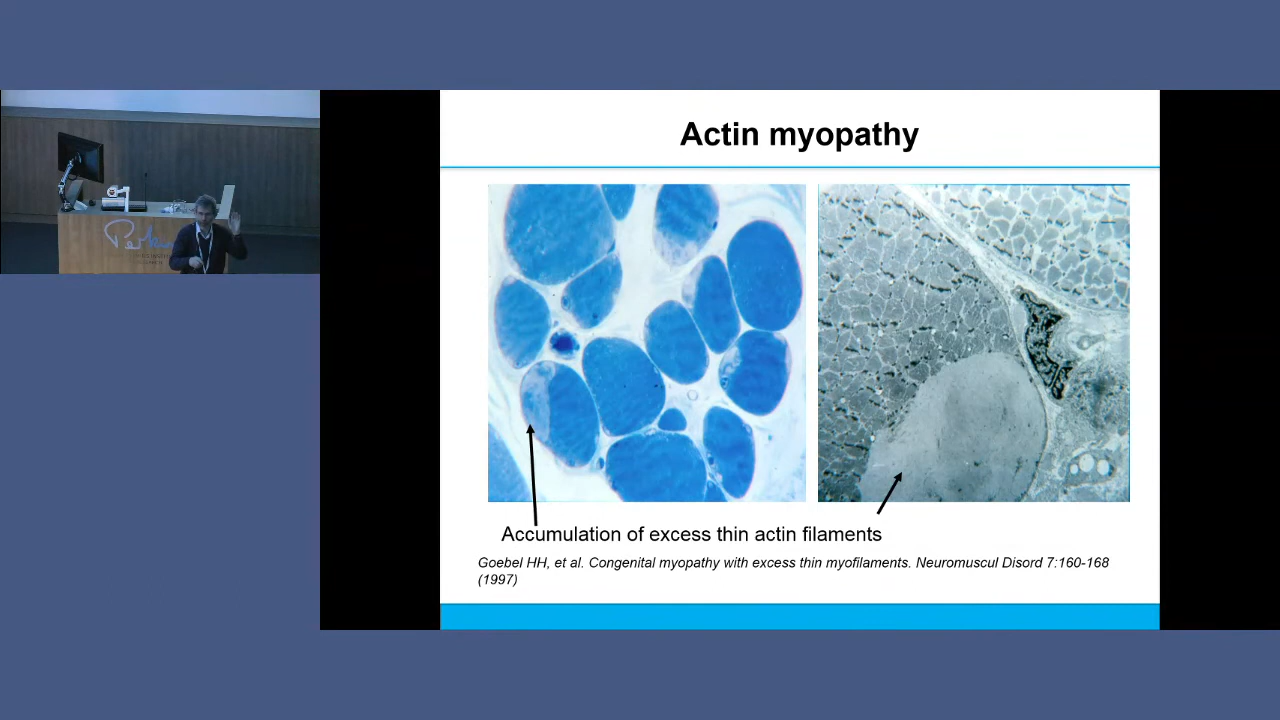 Actin myopathy
Accumulation of excess thin actin filaments
Goebel HH, et al. Congenital myopathy with excess thin myofilaments. Neuromuscul Disord 7:160-168
(1997)